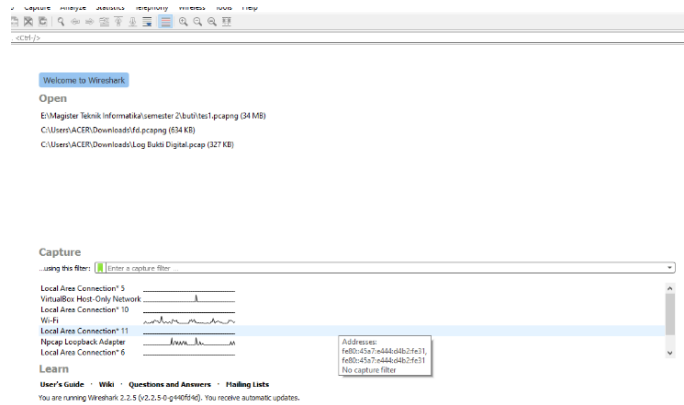 Capture Analyze Statistics Telephony Wireless Tools Help
<Ctrl-/>
Welcome to Wireshark
Open
E:\Magister Teknik Informatika\semester 2\buti\tes1.pcapng (34 MB)
C:\Users\ACER\Downloads\fd.pcapng (634 KB)
C:\Users\ACER\Downloads\Log Bukti Digital.pcap (327 KB)
Capture
...using this filter: Enter a capture filter ...
Local Area Connection* 5
VirtualBox Host-Only Network
Local Area Connection* 10
Wi-Fi
Local Area Connection* 11
Npcap Loopback Adapter
Local Area Connection* 6
Addresses:
fe80::45a7:e444:d4b2:fe31,
fe80::45a7:e444:d4b2:fe31
No capture filter
Learn
User's Guide · Wiki · Questions and Answers · Mailing Lists
You are running Wireshark 2.2.5 (v2.2.5-0-g440fd4d). You receive automatic updates.